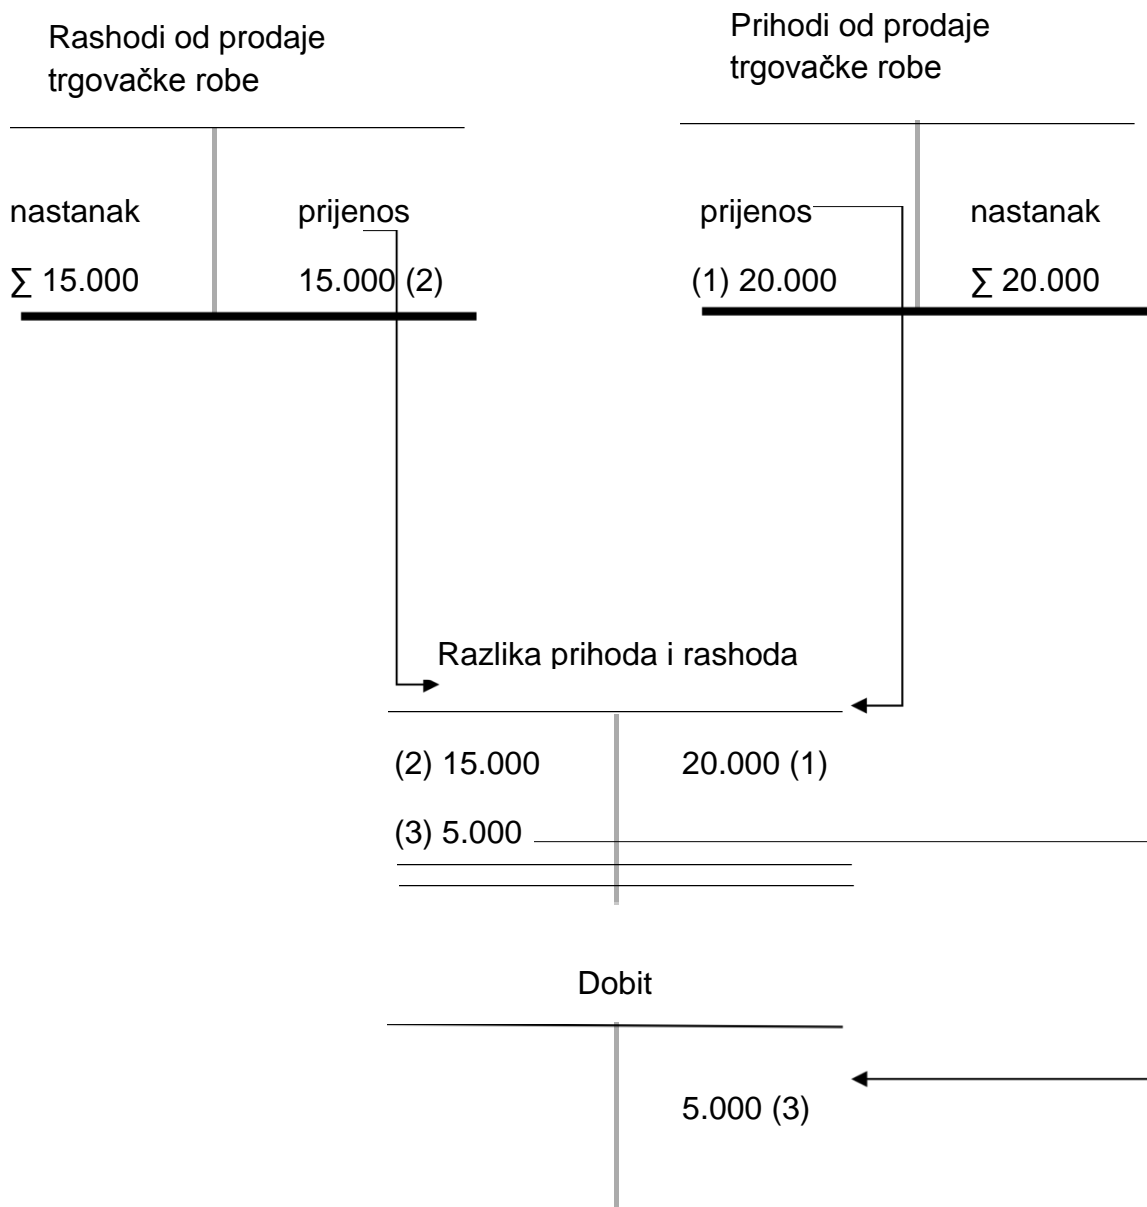 Rashodi od prodaje
trgovačke robe
Prihodi od prodaje
trgovačke robe
nastanak
prijenos
prijenos
nastanak
∑ 15.000
15.000 (2)
(1) 20.000
∑ 20.000
Razlika prihoda i rashoda
(2) 15.000
20.000 (1)
(3) 5.000
Dobit
5.000 (3)